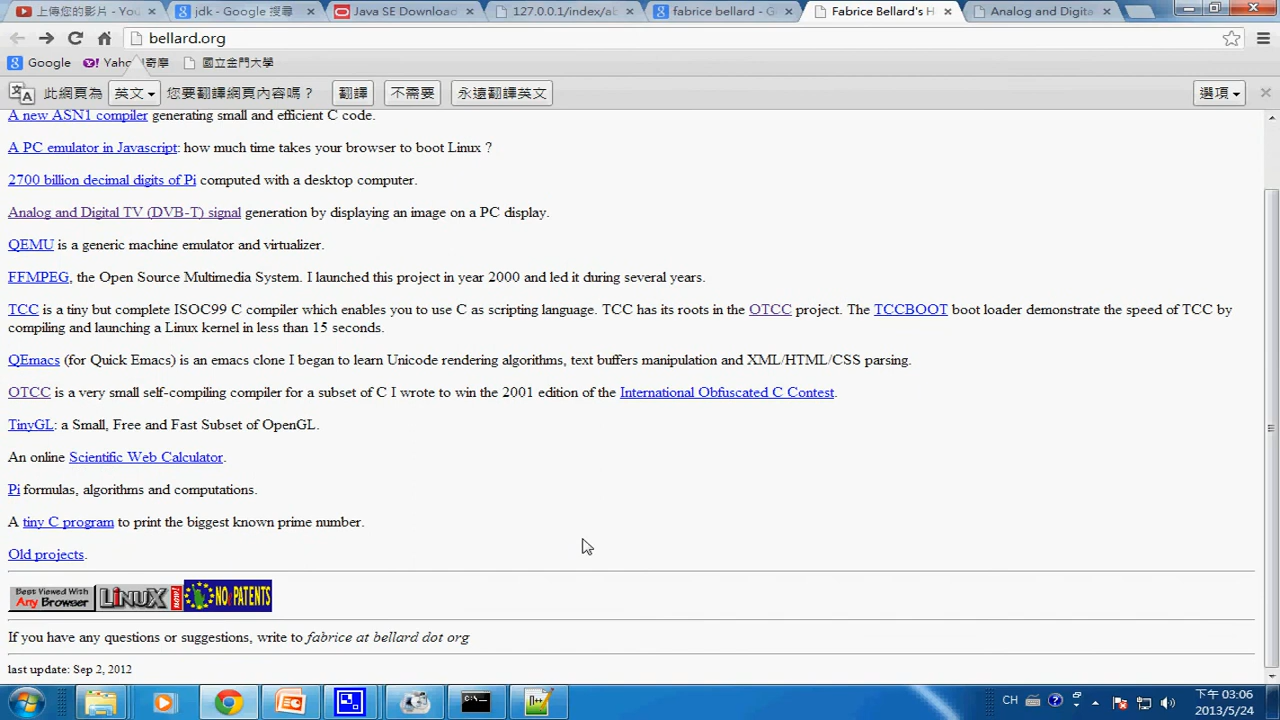 上傳您的影片 - You
jdk - Google 搜尋
Java SE Download
127.0.0.1/index/ab
fabrice bellard - G
Fabrice Bellard's H
Analog and Digita
bellard.org
Google
Yaho 奇摩
國立金門大學
此網頁為 英文 您要翻譯網頁內容嗎？ 翻譯 不需要 永遠翻譯英文 選項
A new ASN1 compiler generating small and efficient C code.
A PC emulator in Javascript: how much time takes your browser to boot Linux ?
2700 billion decimal digits of Pi computed with a desktop computer.
Analog and Digital TV (DVB-T) signal generation by displaying an image on a PC display.
QEMU is a generic machine emulator and virtualizer.
FFMPEG, the Open Source Multimedia System. I launched this project in year 2000 and led it during several years.
TCC is a tiny but complete ISOC99 C compiler which enables you to use C as scripting language. TCC has its roots in the OTCC project. The TCCBOOT boot loader demonstrate the speed of TCC by
compiling and launching a Linux kernel in less than 15 seconds.
QEmacs (for Quick Emacs) is an emacs clone I began to learn Unicode rendering algorithms, text buffers manipulation and XML/HTML/CSS parsing.
OTCC is a very small self-compiling compiler for a subset of C I wrote to win the 2001 edition of the International Obfuscated C Contest.
TinyGL: a Small, Free and Fast Subset of OpenGL.
An online Scientific Web Calculator.
Pi formulas, algorithms and computations.
A tiny C program to print the biggest known prime number.
Old projects.
Best Viewed With
Any Browser
LINUX now!
NO PATENTS
If you have any questions or suggestions, write to fabrice at bellard dot org
last update: Sep 2, 2012
CH
下午 03:06
2013/5/24